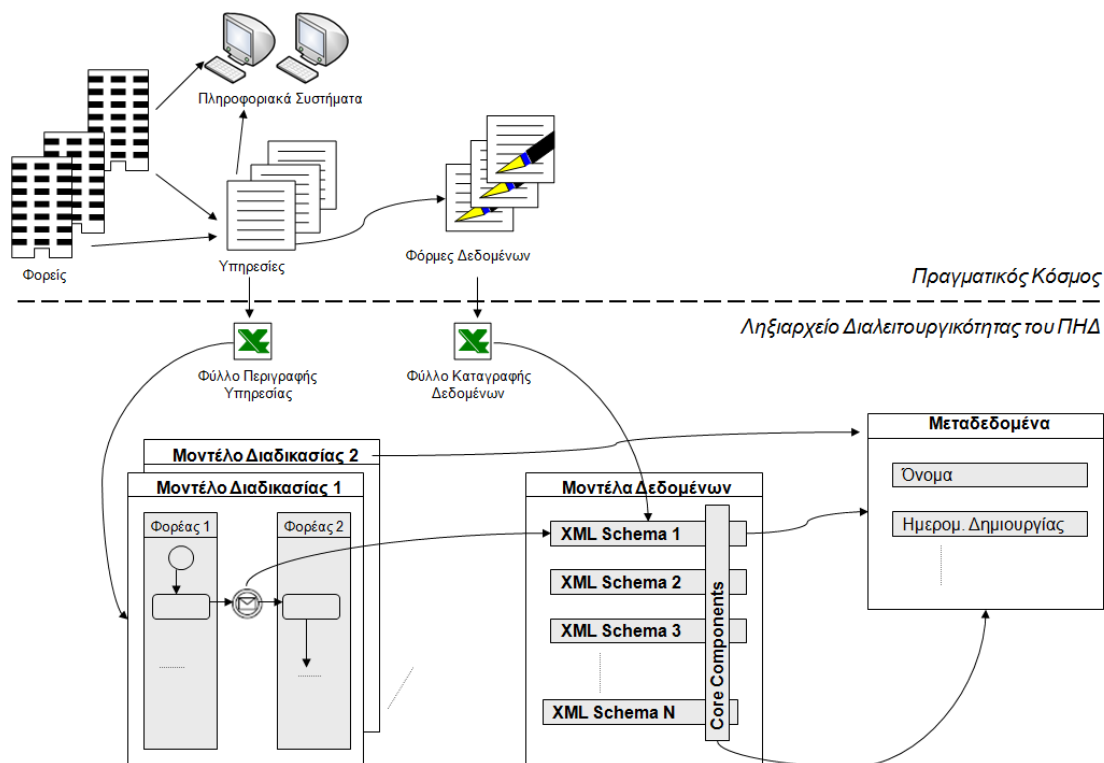 Πληροφοριακά Συστήματα
Φορείς
Υπηρεσίες
Φόρμες Δεδομένων
Πραγματικός Κόσμος
Ληξιαρχείο Διαλειτουργικότητας του ΠΗΔ
Φύλλο Περιγραφής
Υπηρεσίας
Φύλλο Καταγραφής
Δεδομένων
Μοντέλο Διαδικασίας 2
Μοντέλο Διαδικασίας 1
Φορέας 1
Φορέας 2
Μοντέλα Δεδομένων
XML Schema 1
XML Schema 2
XML Schema 3
XML Schema N
Core Components
Μεταδεδομένα
Όνομα
Ημερομ. Δημιουργίας